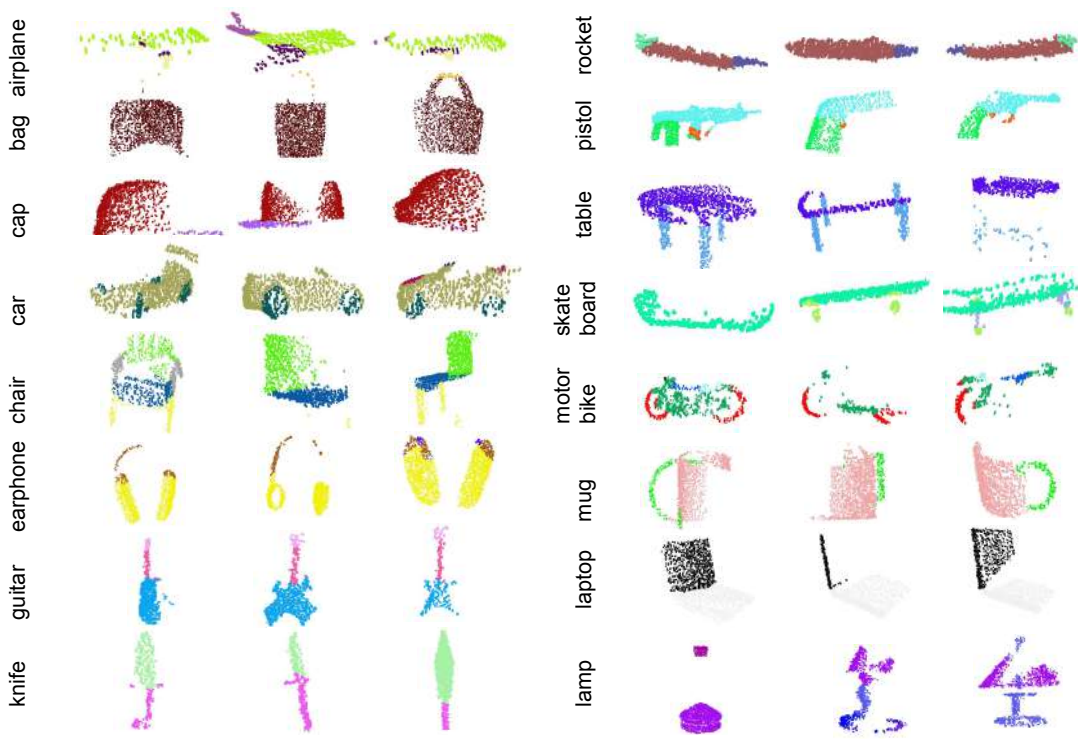 airplane
bag
cap
car
chair
earphone
guitar
knife
rocket
pistol
table
skate
board
motor
bike
mug
laptop
lamp